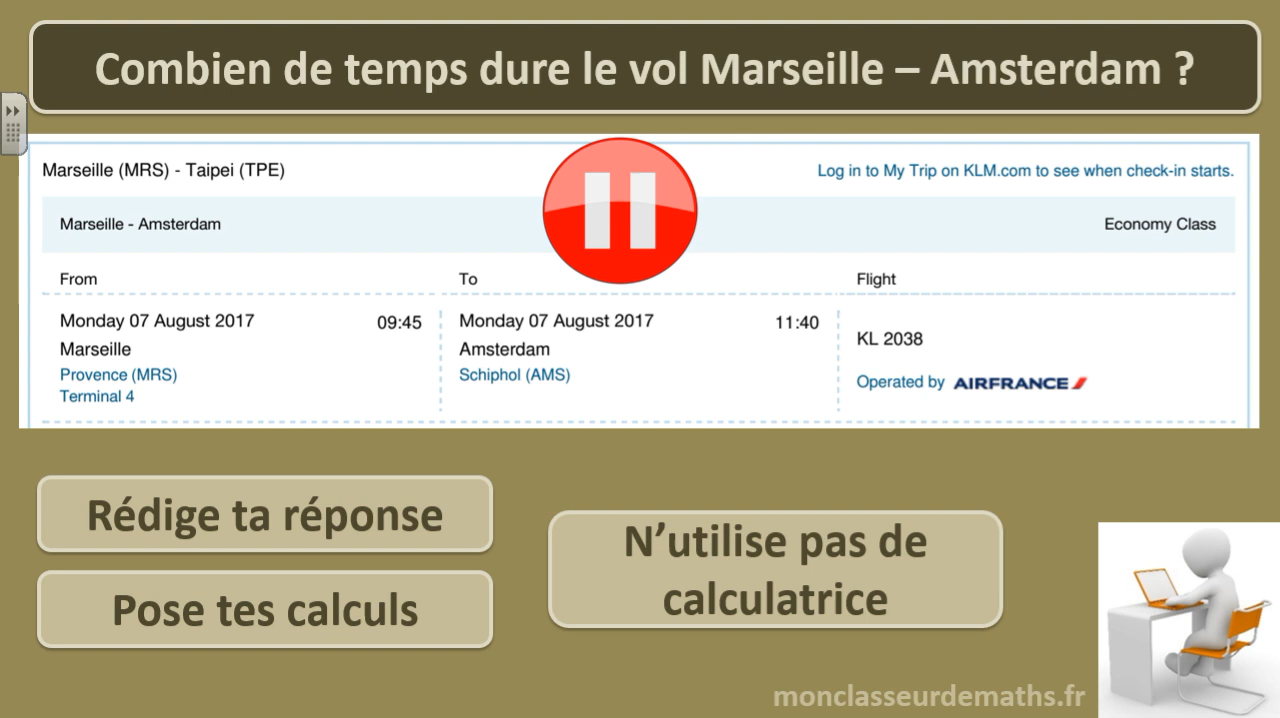 Combien de temps dure le vol Marseille – Amsterdam ?
Marseille (MRS) - Taipei (TPE)
Log in to My Trip on KLM.com to see when check-in starts.
Marseille - Amsterdam
Economy Class
From
To
Flight
Monday 07 August 2017
09:45
Marseille
Provence (MRS)
Terminal 4
Monday 07 August 2017
11:40
Amsterdam
Schiphol (AMS)
KL 2038
Operated by AIRFRANCE
Rédige ta réponse
Pose tes calculs
N’utilise pas de
calculatrice
monclasseurdemaths.fr